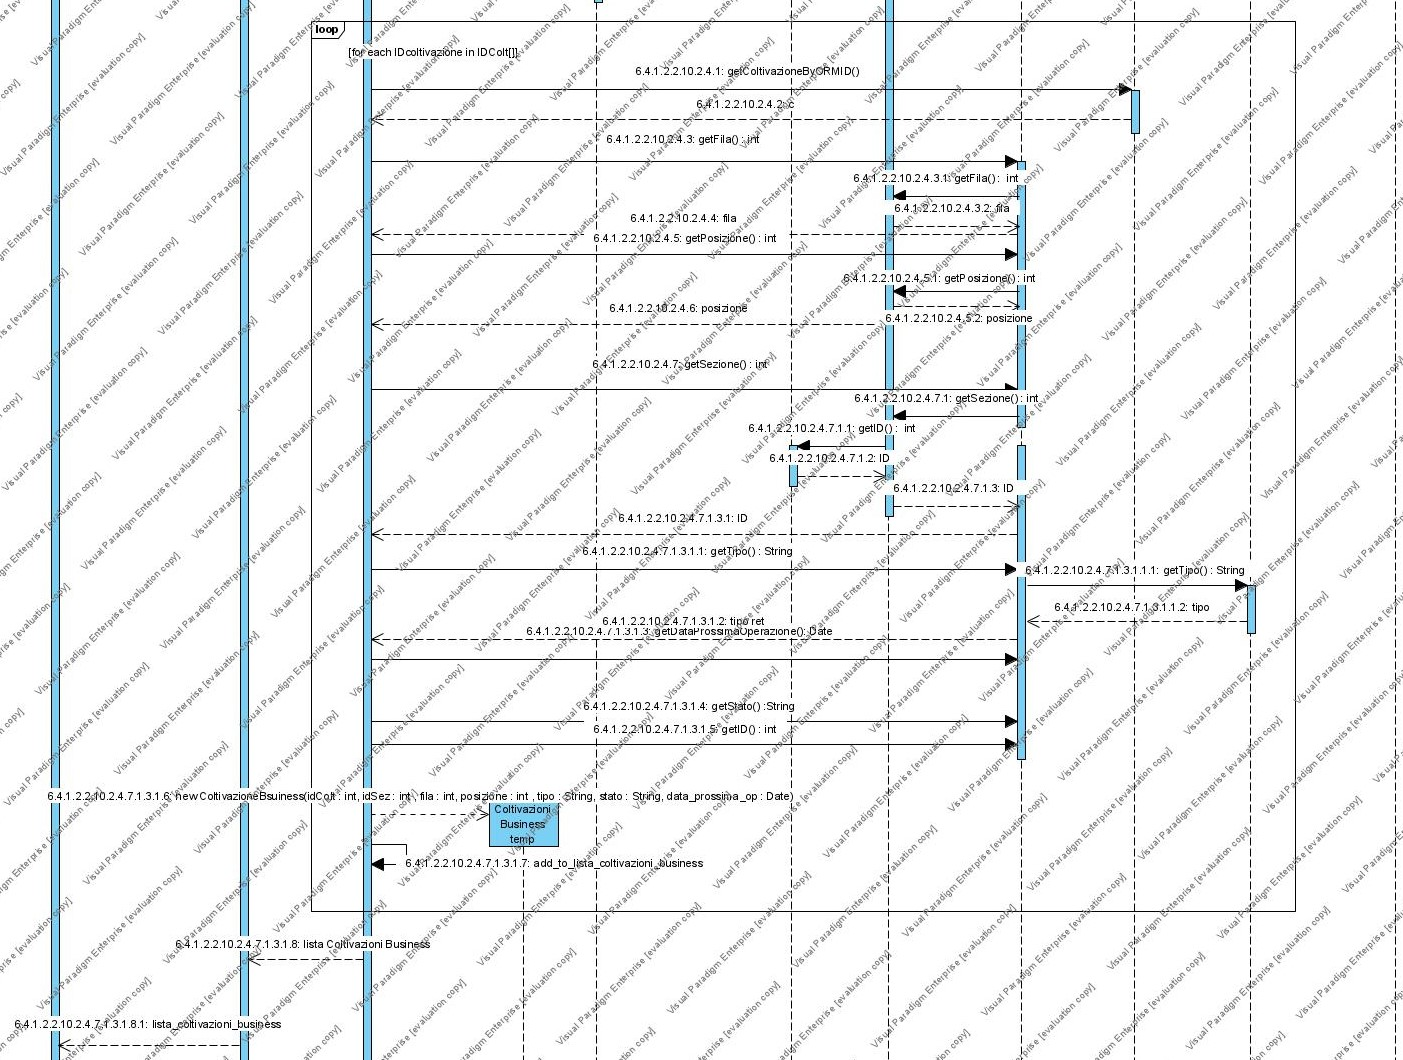 loop
[for each IDcoltivazione in IDColt[]]
6.4.1.2.2.10.2.4.1: getColtivazioneByORMID()
6.4.1.2.2.10.2.4.2: c
6.4.1.2.2.10.2.4.3: getFila() : int
6.4.1.2.2.10.2.4.3.1: getFila() : int
6.4.1.2.2.10.2.4.3.2: fila
6.4.1.2.2.10.2.4.4: fila
6.4.1.2.2.10.2.4.5: getPosizione() : int
6.4.1.2.2.10.2.4.5.1: getPosizione() : int
6.4.1.2.2.10.2.4.6: posizione
6.4.1.2.2.10.2.4.5.2: posizione
6.4.1.2.2.10.2.4.7: getSezione() : int
6.4.1.2.2.10.2.4.7.1: getSezione() : int
6.4.1.2.2.10.2.4.7.1.1: getID() : int
6.4.1.2.2.10.2.4.7.1.2: ID
6.4.1.2.2.10.2.4.7.1.3: ID
6.4.1.2.2.10.2.4.7.1.3.1: ID
6.4.1.2.2.10.2.4.7.1.3.1.1: getTipo() : String
6.4.1.2.2.10.2.4.7.1.3.1.1.1: getTipo() : String
6.4.1.2.2.10.2.4.7.1.3.1.1.2: tipo
6.4.1.2.2.10.2.4.7.1.3.1.2: tipo ret
6.4.1.2.2.10.2.4.7.1.3.1.3: getDataProssimaOperazione() : Date
6.4.1.2.2.10.2.4.7.1.3.1.4: getStato() : String
6.4.1.2.2.10.2.4.7.1.3.1.5: getID() : int
6.4.1.2.2.10.2.4.7.1.3.1.6: newColtivazioneBsuiness(idColt : int, idSez : int , fila : int, posizione : int , tipo : String, stato : String, data_prossima_op : Date)
Coltivazioni
Business
temp
6.4.1.2.2.10.2.4.7.1.3.1.7: add_to_lista_coltivazioni_business
6.4.1.2.2.10.2.4.7.1.3.1.8: lista Coltivazioni Business
6.4.1.2.2.10.2.4.7.1.3.1.8.1: lista_coltivazioni_business
Visual Paradigm Enterprise [evaluation copy]